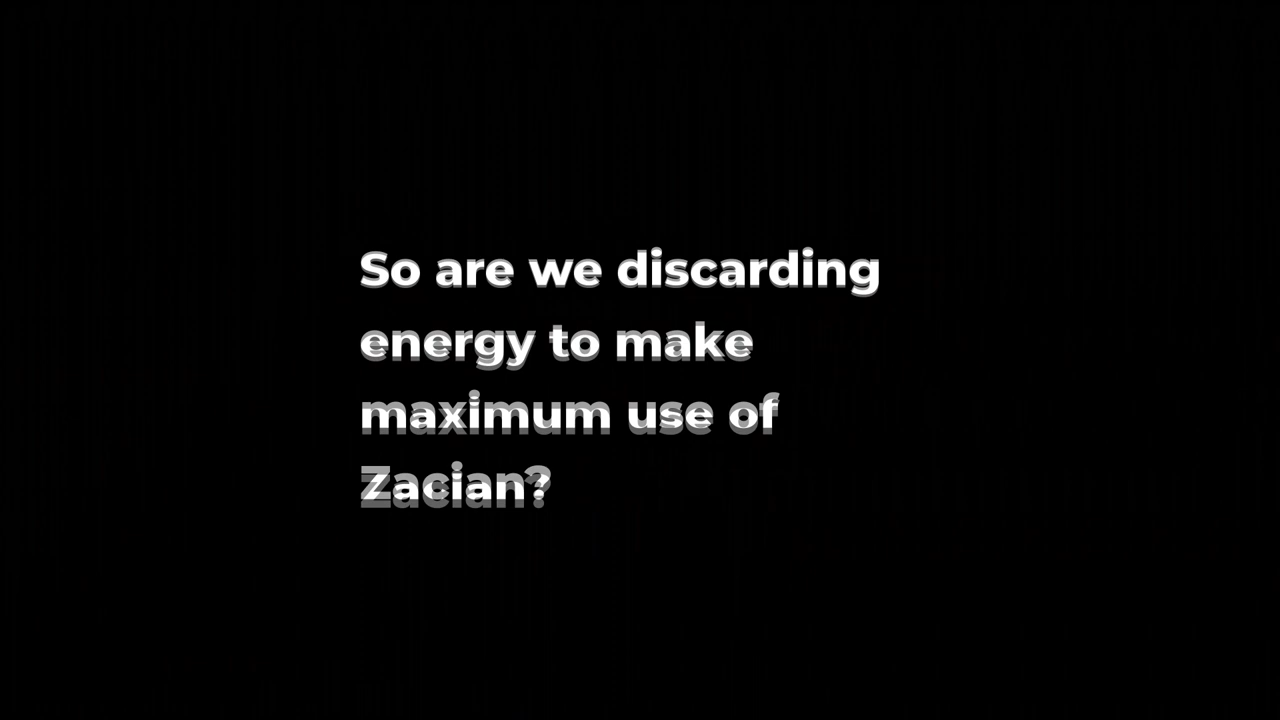 So are we discarding
energy to make
maximum use of
Zacian?